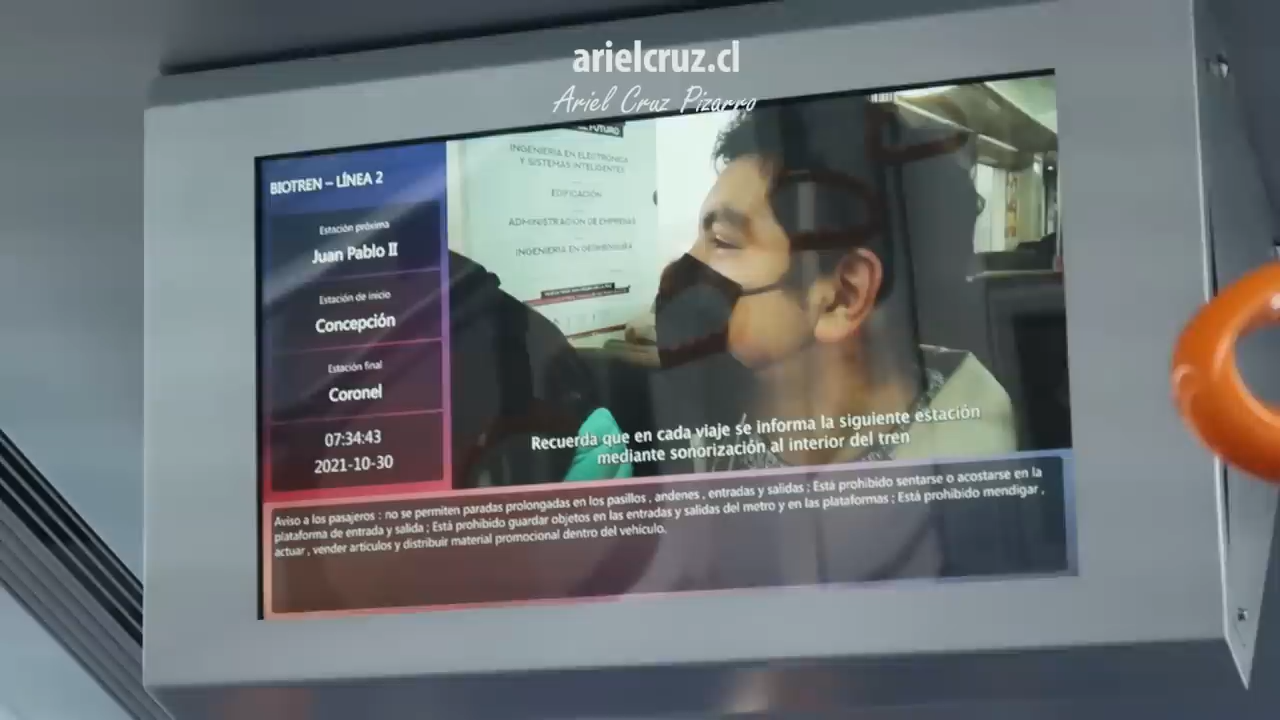 arielcruz.cl
Ariel Cruz Pizarro
BIOTREN – LÍNEA 2
Estación próxima
Juan Pablo II
Estación de inicio
Concepción
Estación final
Coronel
07:34:43
2021-10-30
FUTURO
INGENIERÍA EN ELECTRÓNICA
Y SISTEMAS INTELIGENTES
EDIFICACIÓN
ADMINISTRACIÓN DE EMPRESAS
INGENIERÍA EN GEOMENSURA
Recuerda que en cada viaje se informa la siguiente estación
mediante sonorización al interior del tren
Aviso a los pasajeros : no se permiten paradas prolongadas en los pasillos , andenes , entradas y salidas ; Está prohibido sentarse o acostarse en la
plataforma de entrada y salida ; Está prohibido guardar objetos en las entradas y salidas del metro y en las plataformas ; Está prohibido mendigar ,
actuar , vender artículos y distribuir material promocional dentro del vehículo.